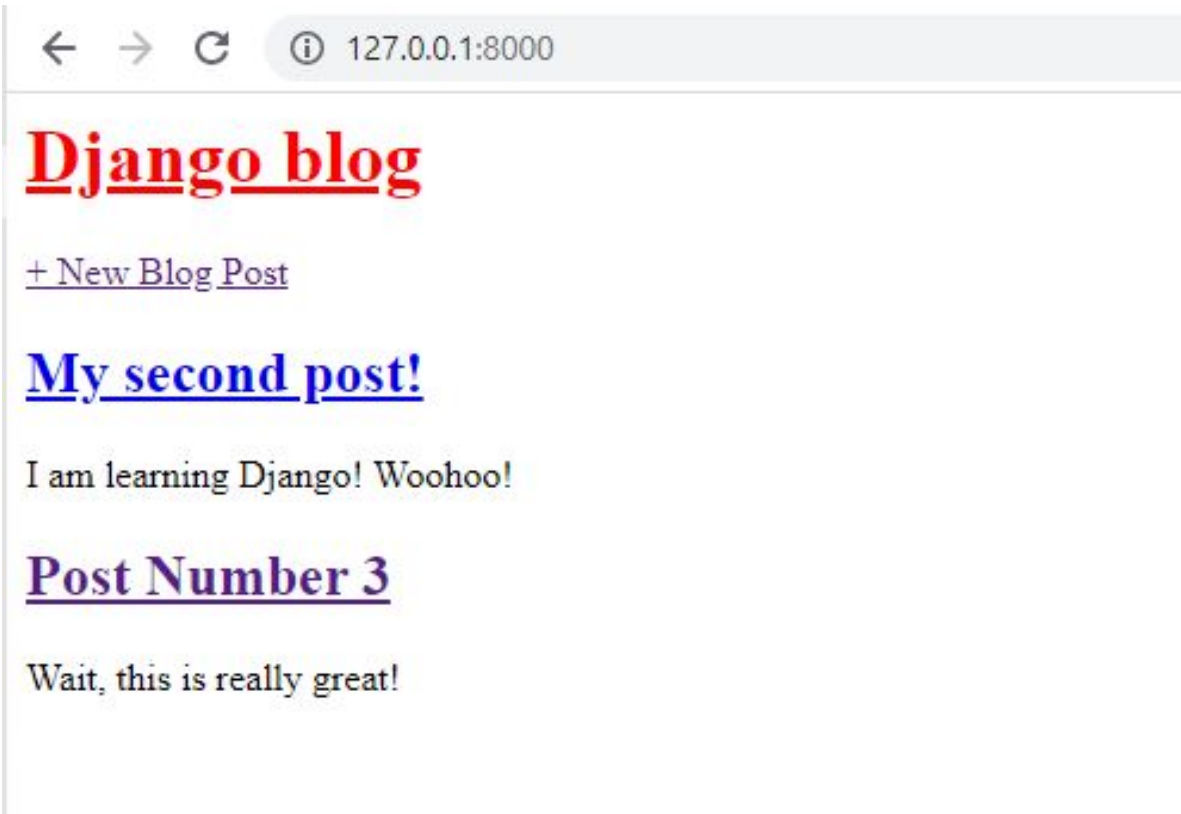 127.0.0.1:8000
Django blog
+ New Blog Post
My second post!
I am learning Django! Woohoo!
Post Number 3
Wait, this is really great!